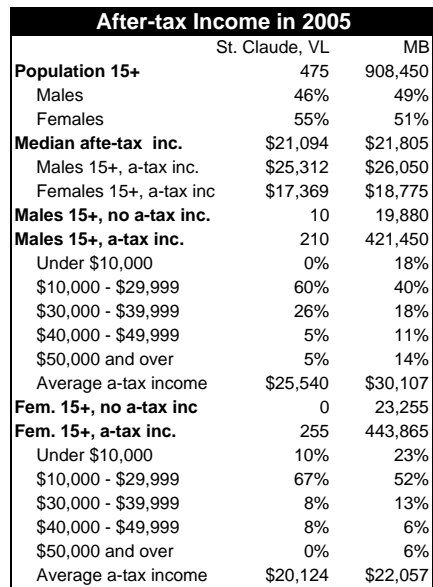 After-tax Income in 2005
St. Claude, VL MB
Population 15+ 475 908,450
Males 46% 49%
Females 55% 51%
Median afte-tax inc. $21,094 $21,805
Males 15+, a-tax inc. $25,312 $26,050
Females 15+, a-tax inc $17,369 $18,775
Males 15+, no a-tax inc. 10 19,880
Males 15+, a-tax inc. 210 421,450
Under $10,000 0% 18%
$10,000 - $29,999 60% 40%
$30,000 - $39,999 26% 18%
$40,000 - $49,999 5% 11%
$50,000 and over 5% 14%
Average a-tax income $25,540 $30,107
Fem. 15+, no a-tax inc 0 23,255
Fem. 15+, a-tax inc. 255 443,865
Under $10,000 10% 23%
$10,000 - $29,999 67% 52%
$30,000 - $39,999 8% 13%
$40,000 - $49,999 8% 6%
$50,000 and over 0% 6%
Average a-tax income $20,124 $22,057